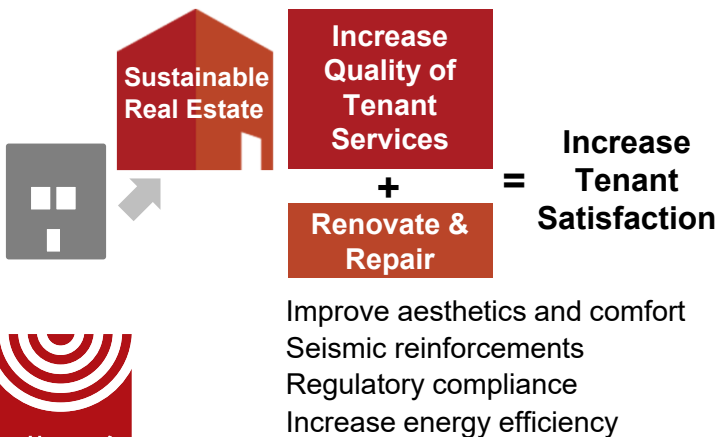 Sustainable
Real Estate
Increase
Quality of
Tenant
Services
+
Renovate &
Repair
=
Increase
Tenant
Satisfaction
Improve aesthetics and comfort
Seismic reinforcements
Regulatory compliance
Increase energy efficiency